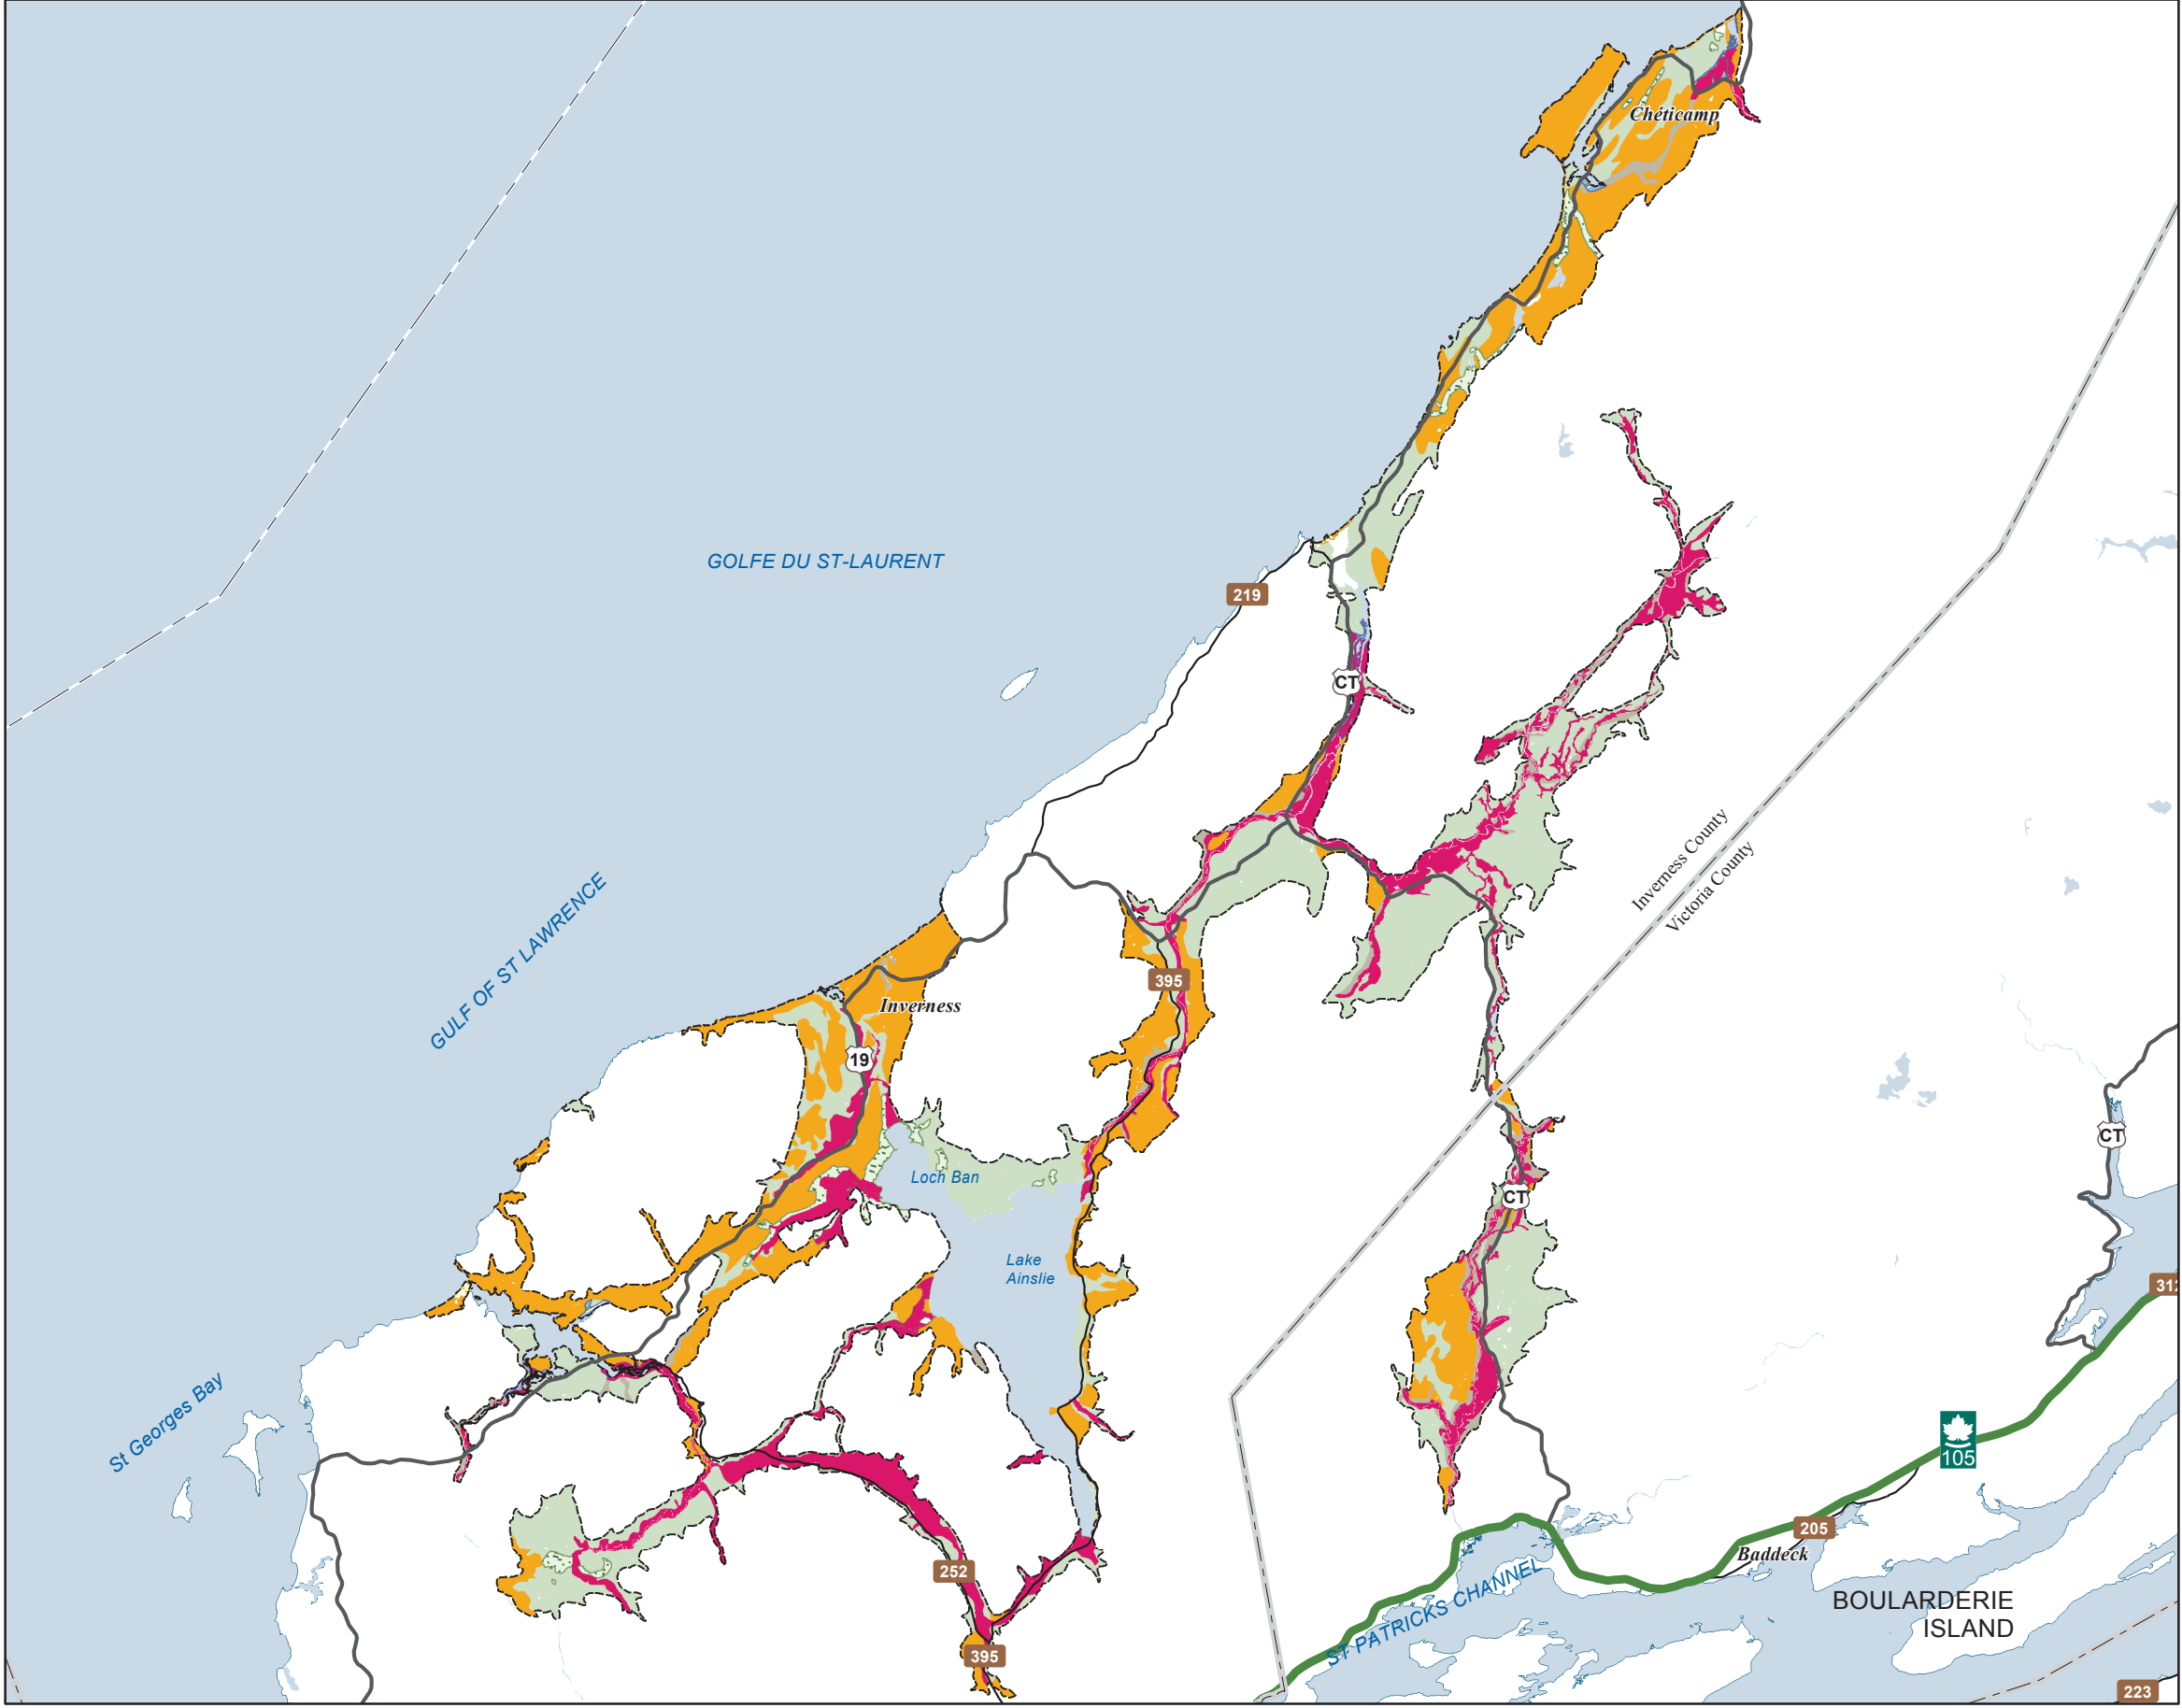 Chéticamp
GOLFE DU ST-LAURENT
219
CT
Inverness County
Victoria County
GULF OF ST LAWRENCE
395
Inverness
19
CT
Loch Ban
CT
Lake
Ainslie
312
St Georges Bay
105
205
Baddeck
252
ST PATRICKS CHANNEL
BOULARDERIE
ISLAND
395
223